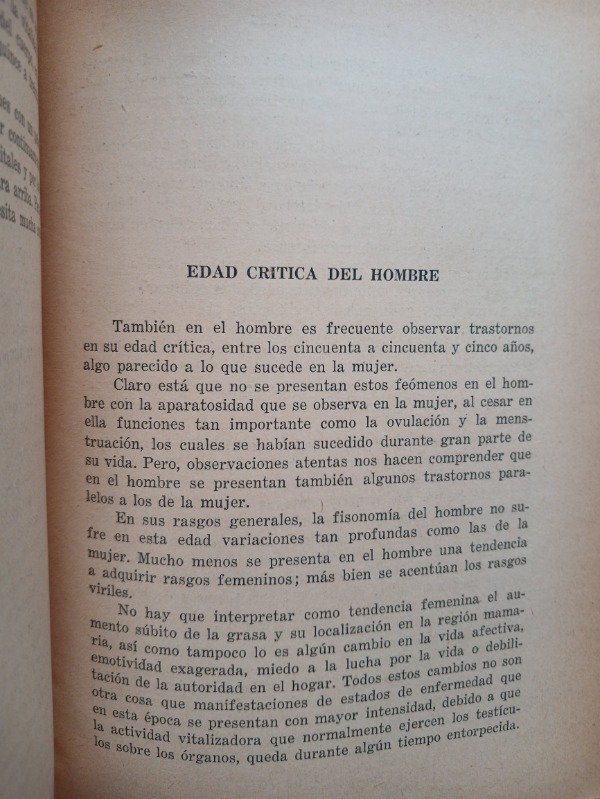 EDAD CRITICA DEL HOMBRE
También en el hombre es frecuente observar trastornos
en su edad crítica, entre los cincuenta a cincuenta y cinco años,
algo parecido a lo que sucede en la mujer.
Claro está que no se presentan estos feómenos en el hom-
bre con la aparatosidad que se observa en la mujer, al cesar en
ella funciones tan importante como la ovulación y la mens-
truación, los cuales se habían sucedido durante gran parte de
su vida. Pero, observaciones atentas nos hacen comprender que
en el hombre se presentan también algunos trastornos para-
lelos a los de la mujer.
En sus rasgos generales, la fisonomía del hombre no su-
fre en esta edad variaciones tan profundas como las de la
mujer. Mucho menos se presenta en el hombre una tendencia
a adquirir rasgos femeninos; más bien se acentúan los rasgos
viriles.
No hay que interpretar como tendencia femenina el au-
mento súbito de la grasa y su localización en la región mama-
ria, así como tampoco lo es algún cambio en la vida afectiva,
emotividad exagerada, miedo a la lucha por la vida o debili-
tación de la autoridad en el hogar. Todos estos cambios no son
otra cosa que manifestaciones de estados de enfermedad que
en esta época se presentan con mayor intensidad, debido a que
la actividad vitalizadora que normalmente ejercen los testícu-
los sobre los órganos, queda durante algún tiempo entorpecida.